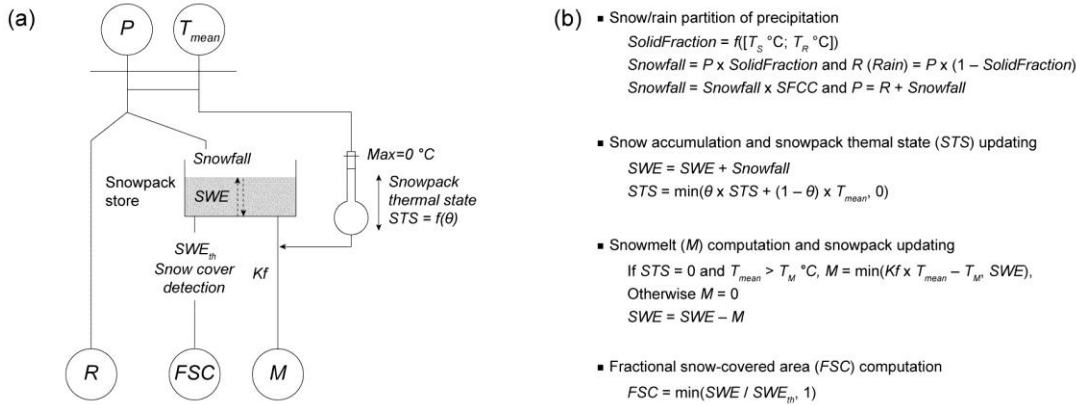 (a)
P
T_mean
Snowfall
Max=0 °C
Snowpack
store
SWE
Snowpack
thermal state
STS = f(θ)
SWE_th
Snow cover
detection
Kf
R
FSC
M
(b)
▪ Snow/rain partition of precipitation
SolidFraction = f([T_S °C; T_R °C])
Snowfall = P x SolidFraction and R (Rain) = P x (1 – SolidFraction)
Snowfall = Snowfall x SFCC and P = R + Snowfall
▪ Snow accumulation and snowpack themal state (STS) updating
SWE = SWE + Snowfall
STS = min(θ x STS + (1 – θ) x T_mean, 0)
▪ Snowmelt (M) computation and snowpack updating
If STS = 0 and T_mean > T_M °C, M = min(Kf x T_mean – T_M, SWE),
Otherwise M = 0
SWE = SWE – M
▪ Fractional snow-covered area (FSC) computation
FSC = min(SWE / SWE_th, 1)